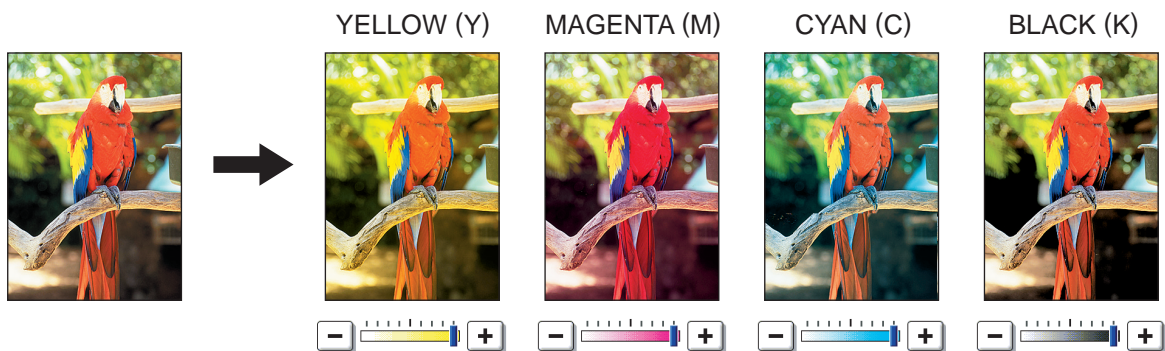 YELLOW (Y) MAGENTA (M) CYAN (C) BLACK (K)
− + − + − + − +